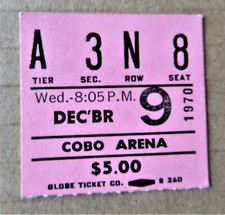 A 3 N 8
TIER SEC. ROW SEAT
Wed.-8:05 P.M.
DEC'BR 9 1970
COBO ARENA
$5.00
GLOBE TICKET CO. S 260